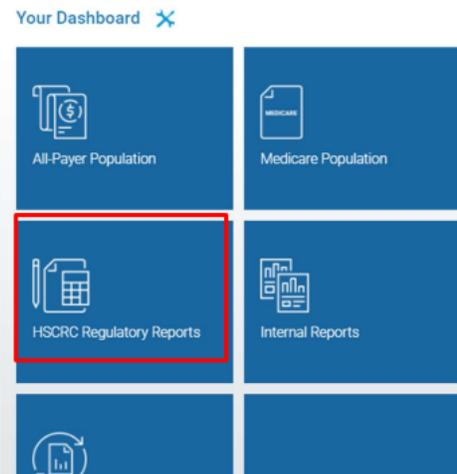 Your Dashboard
MEDICARE
All-Payer Population
Medicare Population
HSCRC Regulatory Reports
Internal Reports